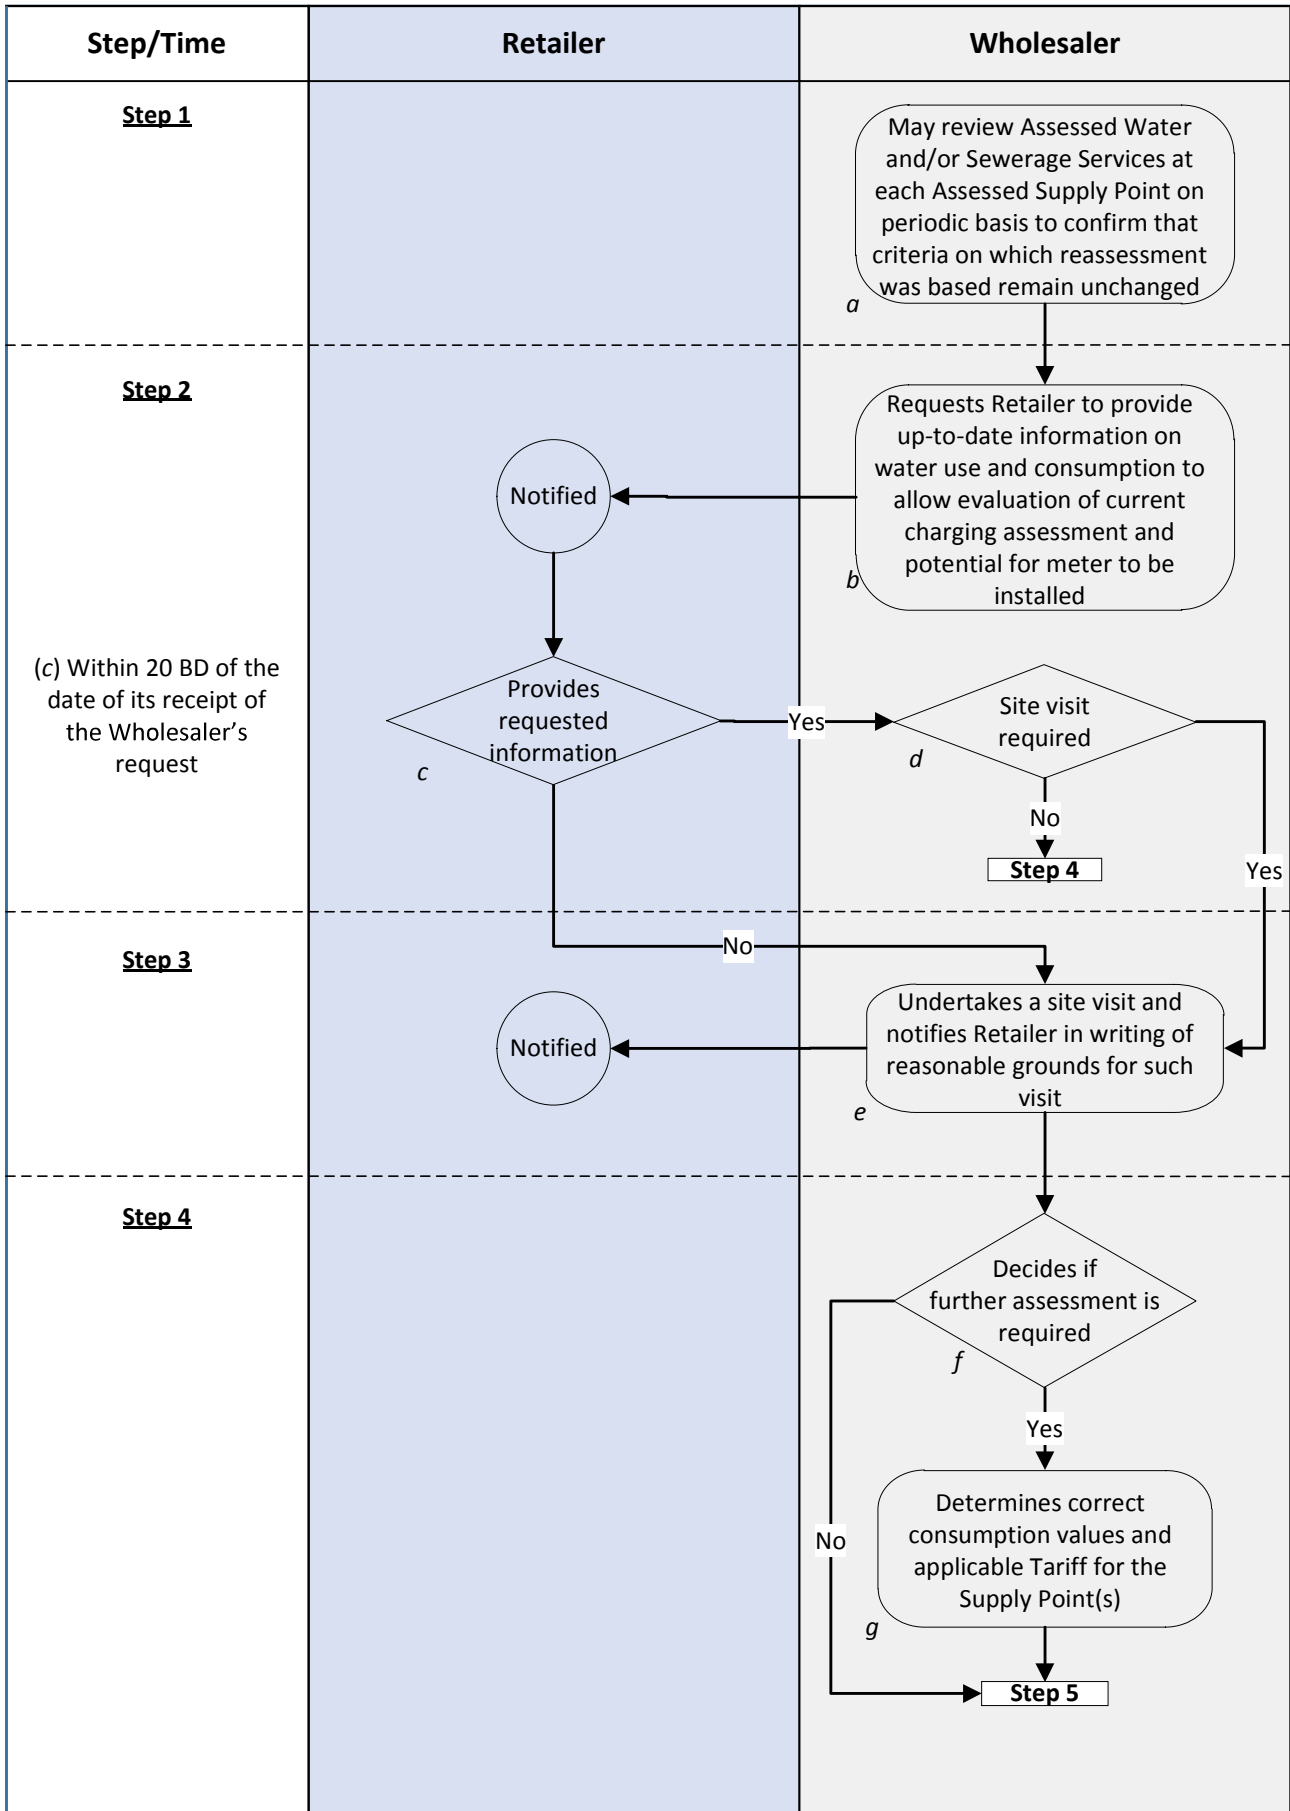 Step/Time
Retailer
Wholesaler
Step 1
May review Assessed Water
and/or Sewerage Services at
each Assessed Supply Point on
periodic basis to confirm that
criteria on which reassessment
was based remain unchanged
a
Step 2
Requests Retailer to provide
up-to-date information on
water use and consumption to
allow evaluation of current
charging assessment and
potential for meter to be
installed
b
Notified
(c) Within 20 BD of the
date of its receipt of
the Wholesaler’s
request
Provides
requested
information
c
Yes
Site visit
required
d
No
Step 4
Yes
Step 3
No
Undertakes a site visit and
notifies Retailer in writing of
reasonable grounds for such
visit
e
Notified
Step 4
Decides if
further assessment is
required
f
Yes
No
Determines correct
consumption values and
applicable Tariff for the
Supply Point(s)
g
Step 5